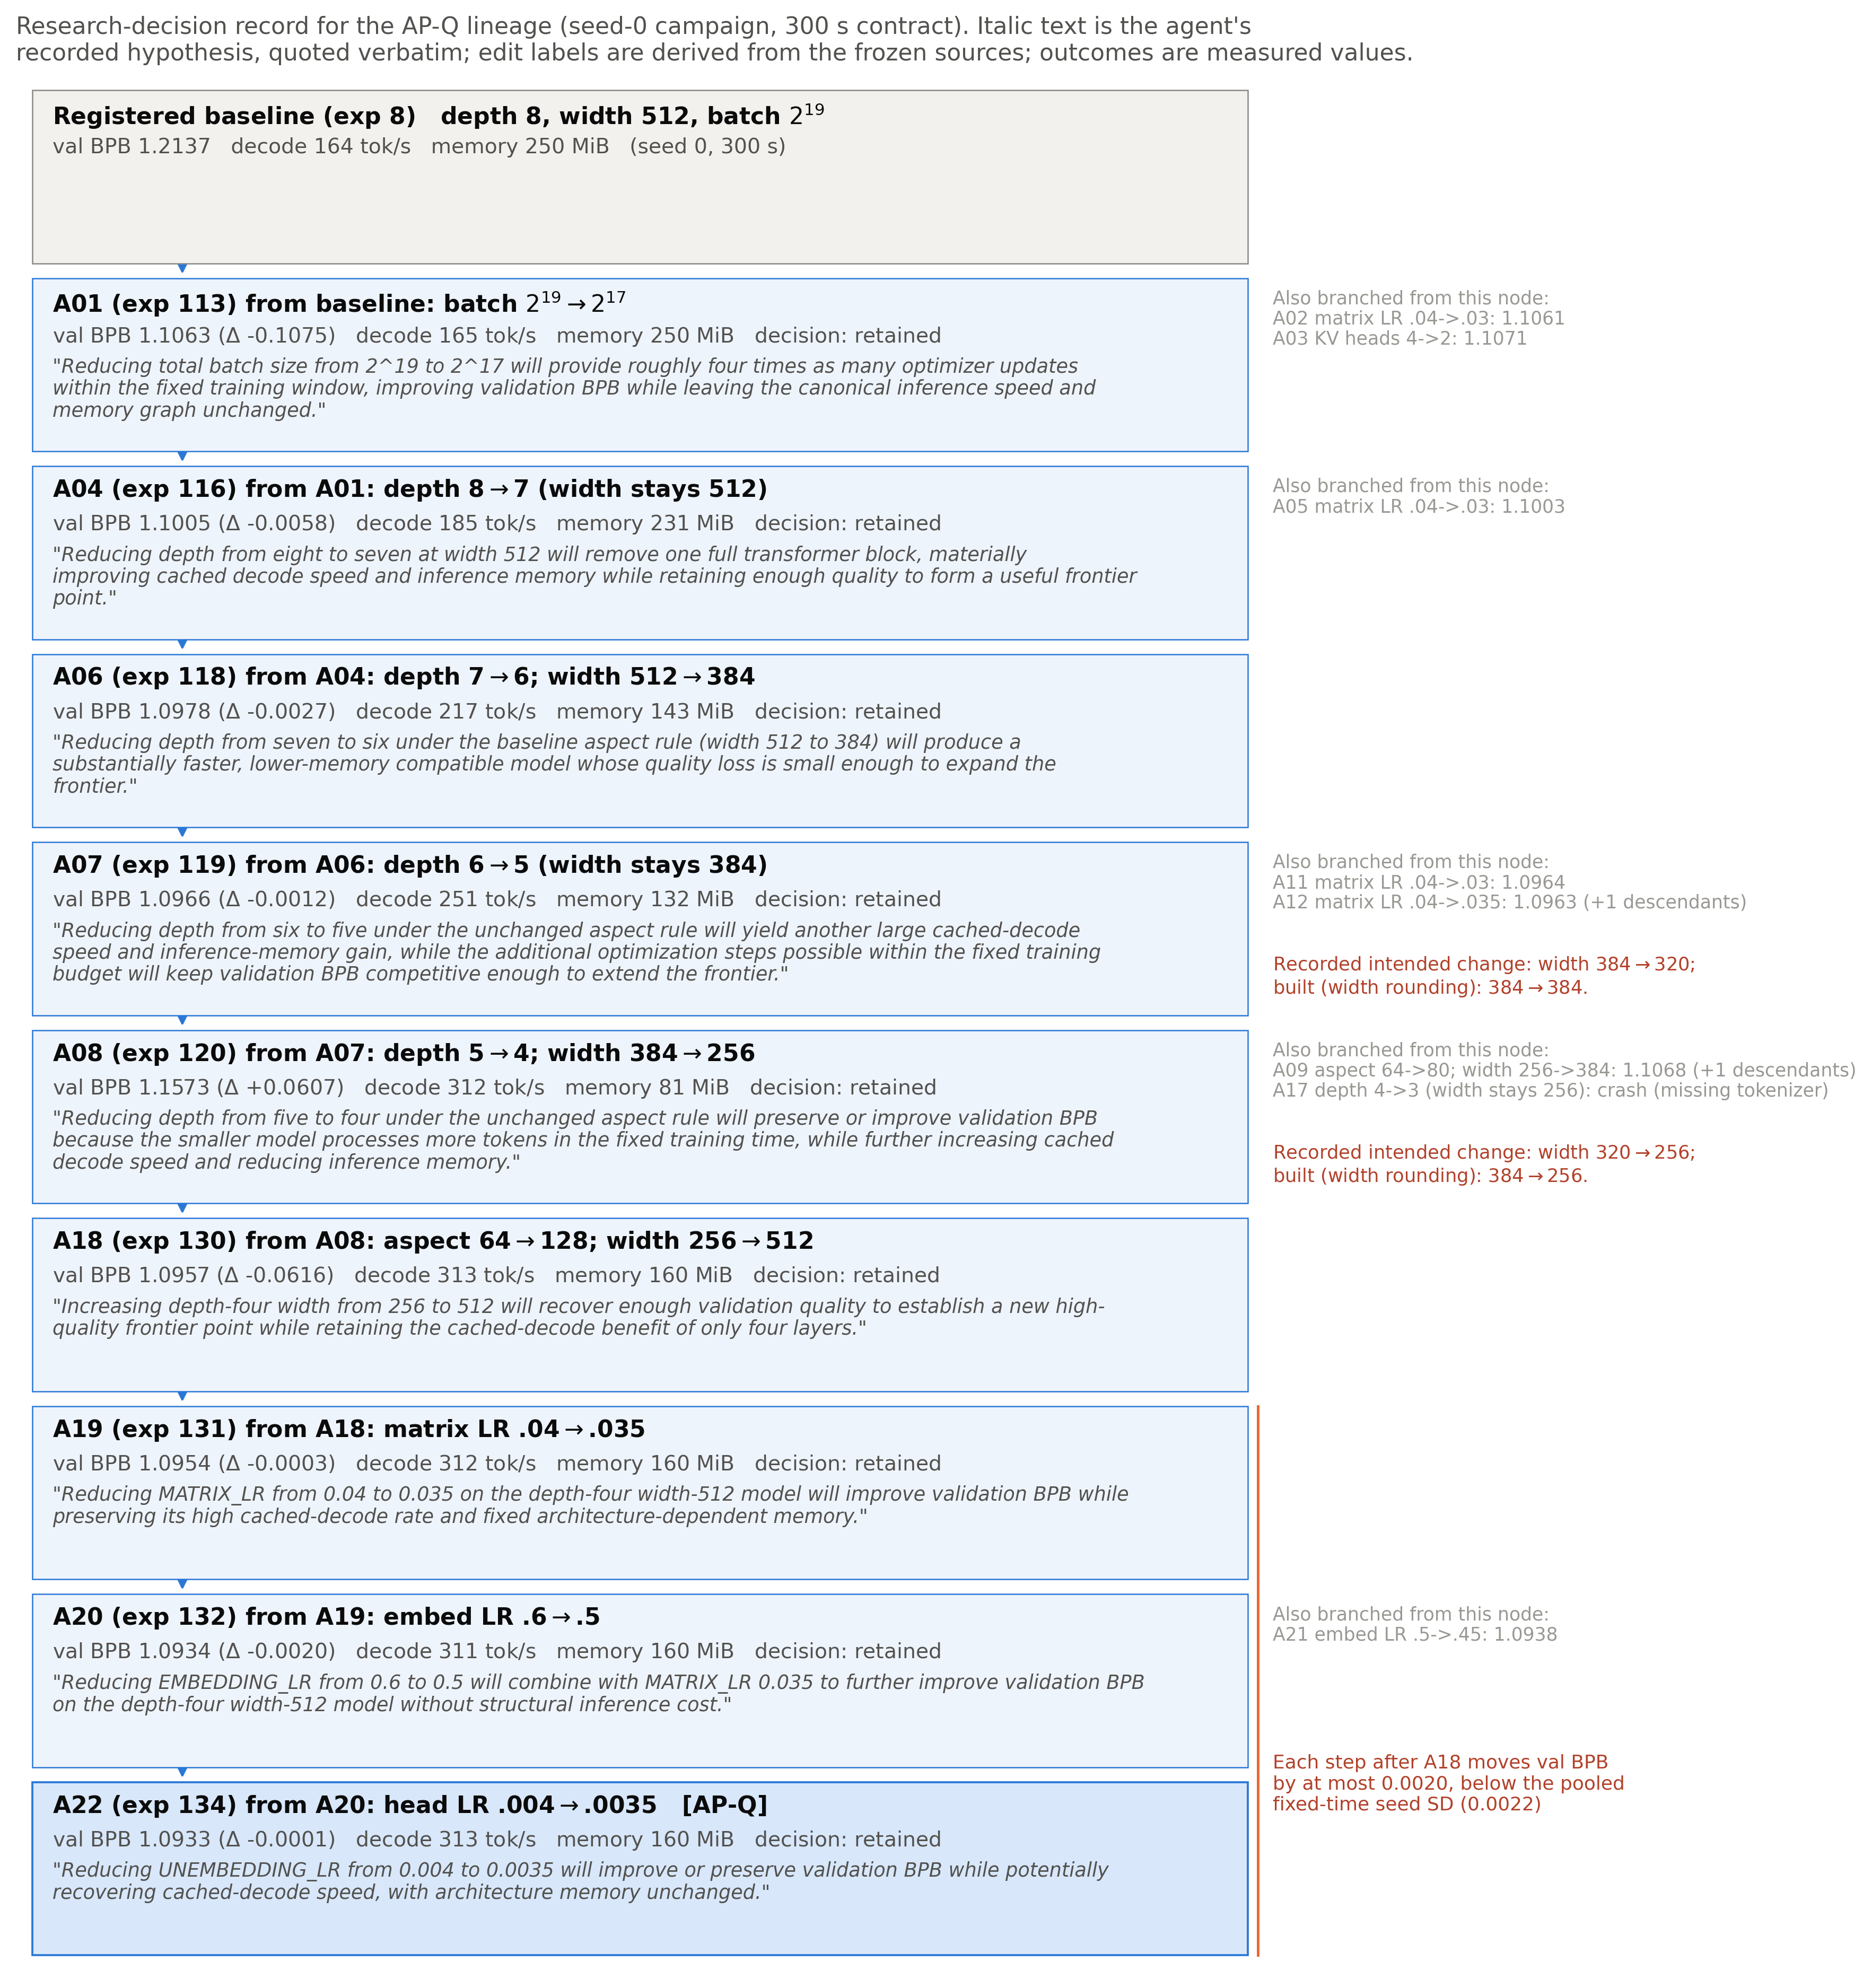 Research-decision record for the AP-Q lineage (seed-0 campaign, 300 s contract). Italic text is the agent's
recorded hypothesis, quoted verbatim; edit labels are derived from the frozen sources; outcomes are measured values.
Registered baseline (exp 8)   depth 8, width 512, batch 2^19
val BPB 1.2137   decode 164 tok/s   memory 250 MiB   (seed 0, 300 s)
A01 (exp 113) from baseline: batch 2^19→2^17
val BPB 1.1063 (Δ -0.1075)   decode 165 tok/s   memory 250 MiB   decision: retained
"Reducing total batch size from 2^19 to 2^17 will provide roughly four times as many optimizer updates
within the fixed training window, improving validation BPB while leaving the canonical inference speed and
memory graph unchanged."
Also branched from this node:
A02 matrix LR .04->.03: 1.1061
A03 KV heads 4->2: 1.1071
A04 (exp 116) from A01: depth 8→7 (width stays 512)
val BPB 1.1005 (Δ -0.0058)   decode 185 tok/s   memory 231 MiB   decision: retained
"Reducing depth from eight to seven at width 512 will remove one full transformer block, materially
improving cached decode speed and inference memory while retaining enough quality to form a useful frontier
point."
Also branched from this node:
A05 matrix LR .04->.03: 1.1003
A06 (exp 118) from A04: depth 7→6; width 512→384
val BPB 1.0978 (Δ -0.0027)   decode 217 tok/s   memory 143 MiB   decision: retained
"Reducing depth from seven to six under the baseline aspect rule (width 512 to 384) will produce a
substantially faster, lower-memory compatible model whose quality loss is small enough to expand the
frontier."
A07 (exp 119) from A06: depth 6→5 (width stays 384)
val BPB 1.0966 (Δ -0.0012)   decode 251 tok/s   memory 132 MiB   decision: retained
"Reducing depth from six to five under the unchanged aspect rule will yield another large cached-decode
speed and inference-memory gain, while the additional optimization steps possible within the fixed training
budget will keep validation BPB competitive enough to extend the frontier."
Also branched from this node:
A11 matrix LR .04->.03: 1.0964
A12 matrix LR .04->.035: 1.0963 (+1 descendants)
Recorded intended change: width 384→320;
built (width rounding): 384→384.
A08 (exp 120) from A07: depth 5→4; width 384→256
val BPB 1.1573 (Δ +0.0607)   decode 312 tok/s   memory 81 MiB   decision: retained
"Reducing depth from five to four under the unchanged aspect rule will preserve or improve validation BPB
because the smaller model processes more tokens in the fixed training time, while further increasing cached
decode speed and reducing inference memory."
Also branched from this node:
A09 aspect 64->80; width 256->384: 1.1068 (+1 descendants)
A17 depth 4->3 (width stays 256): crash (missing tokenizer)
Recorded intended change: width 320→256;
built (width rounding): 384→256.
A18 (exp 130) from A08: aspect 64→128; width 256→512
val BPB 1.0957 (Δ -0.0616)   decode 313 tok/s   memory 160 MiB   decision: retained
"Increasing depth-four width from 256 to 512 will recover enough validation quality to establish a new high-
quality frontier point while retaining the cached-decode benefit of only four layers."
A19 (exp 131) from A18: matrix LR .04→.035
val BPB 1.0954 (Δ -0.0003)   decode 312 tok/s   memory 160 MiB   decision: retained
"Reducing MATRIX_LR from 0.04 to 0.035 on the depth-four width-512 model will improve validation BPB while
preserving its high cached-decode rate and fixed architecture-dependent memory."
A20 (exp 132) from A19: embed LR .6→.5
val BPB 1.0934 (Δ -0.0020)   decode 311 tok/s   memory 160 MiB   decision: retained
"Reducing EMBEDDING_LR from 0.6 to 0.5 will combine with MATRIX_LR 0.035 to further improve validation BPB
on the depth-four width-512 model without structural inference cost."
Also branched from this node:
A21 embed LR .5->.45: 1.0938
Each step after A18 moves val BPB
by at most 0.0020, below the pooled
fixed-time seed SD (0.0022)
A22 (exp 134) from A20: head LR .004→.0035   [AP-Q]
val BPB 1.0933 (Δ -0.0001)   decode 313 tok/s   memory 160 MiB   decision: retained
"Reducing UNEMBEDDING_LR from 0.004 to 0.0035 will improve or preserve validation BPB while potentially
recovering cached-decode speed, with architecture memory unchanged."